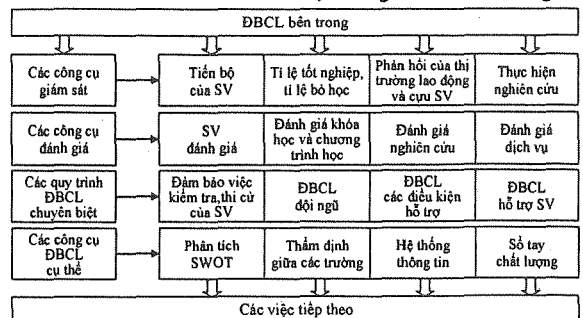 ĐBCL bên trong
Các công cụ
giám sát
Tiến bộ
của SV
Tỉ lệ tốt nghiệp,
tỉ lệ bỏ học
Phản hồi của thị
trường lao động
và cựu SV
Thực hiện
nghiên cứu
Các công cụ
đánh giá
SV
đánh giá
Đánh giá khóa
học và chương
trình học
Đánh giá
nghiên cứu
Đánh giá
dịch vụ
Các quy trình
ĐBCL
chuyên biệt
Đảm bảo việc
kiểm tra,thi cử
của SV
ĐBCL
đội ngũ
ĐBCL
các điều kiện
hỗ trợ
ĐBCL
hỗ trợ SV
Các công cụ
ĐBCL
cụ thể
Phân tích
SWOT
Thẩm định
giữa các trường
Hệ thống
thông tin
Sổ tay
chất lượng
Các việc tiếp theo